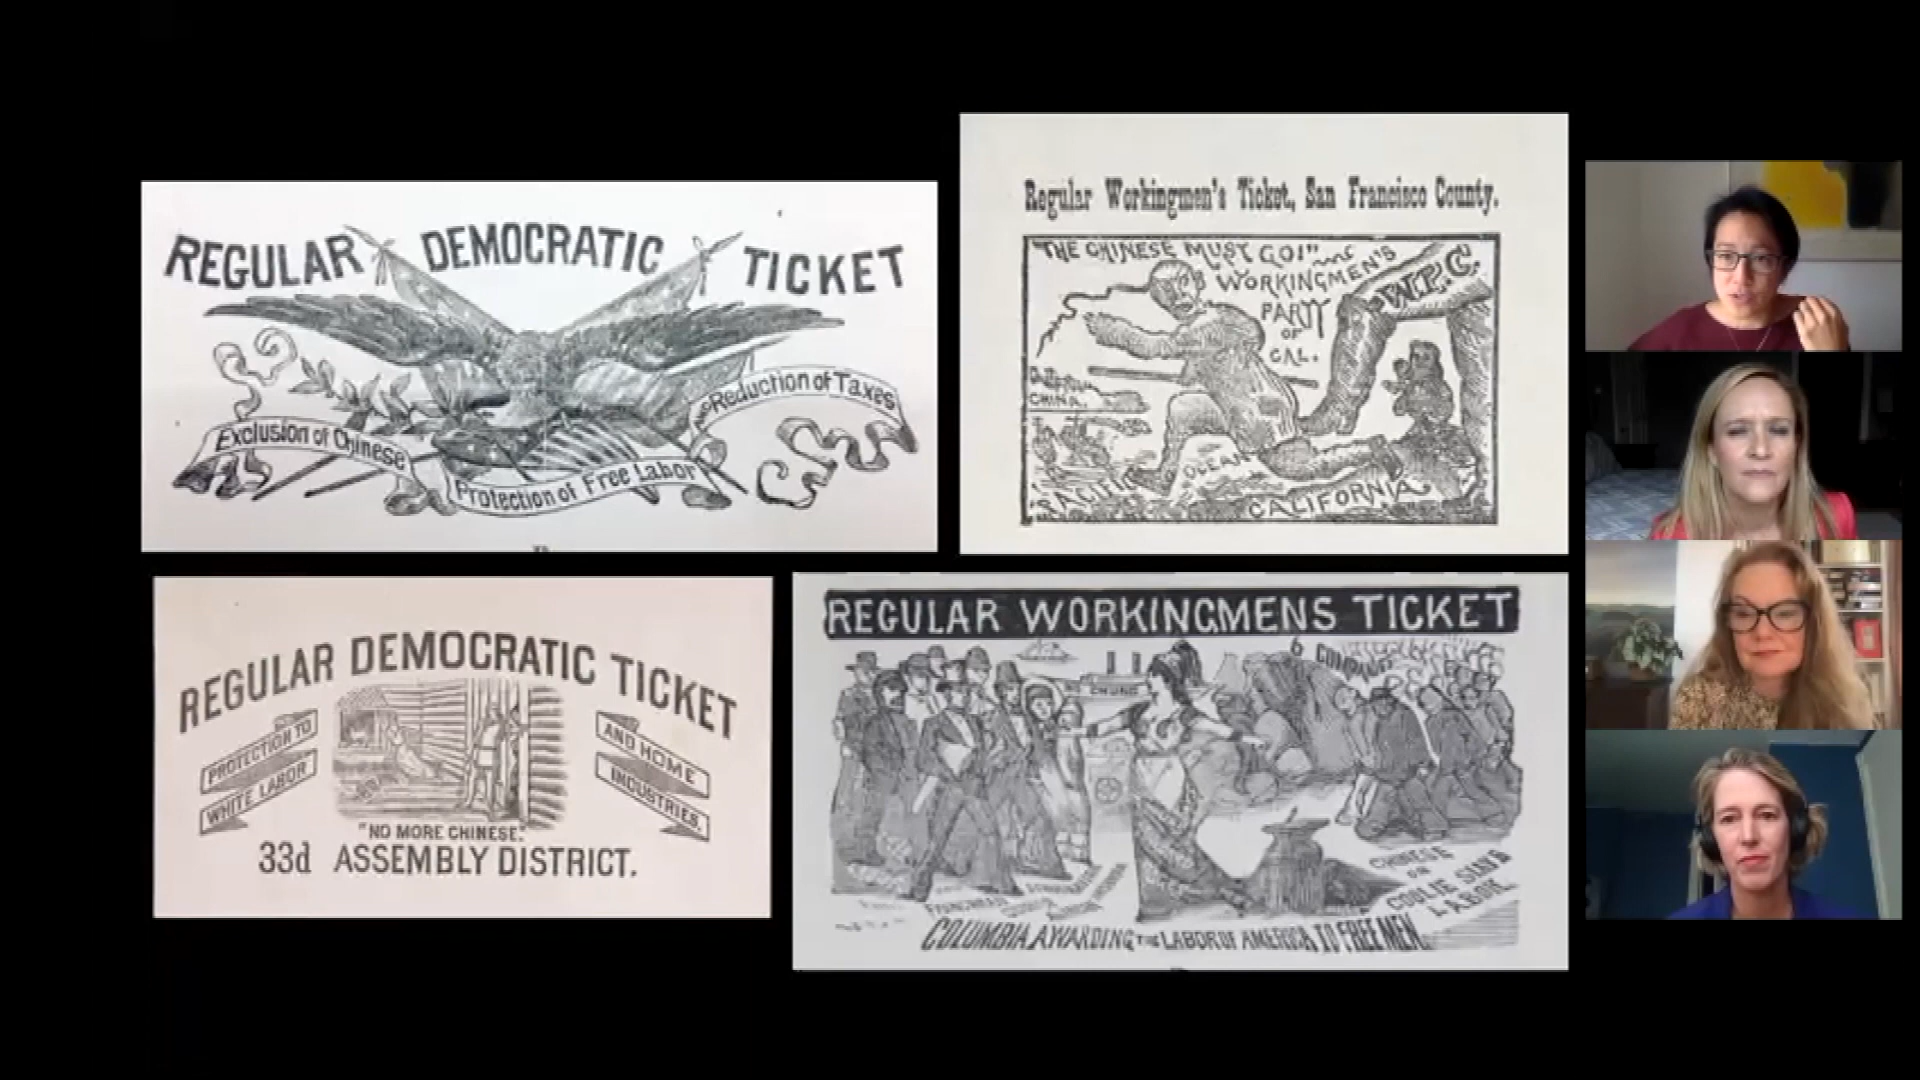 REGULAR DEMOCRATIC TICKET
Exclusion of Chinese
Protection of Free Labor
Reduction of Taxes
Regular Workingmen's Ticket, San Francisco County.
"THE CHINESE MUST GO!"
WORKINGMEN'S
PARTY
OF
CAL.
W.P.C.
CHINA.
PACIFIC
OCEAN
CALIFORNIA
REGULAR DEMOCRATIC TICKET
PROTECTION TO
WHITE LABOR
AND HOME
INDUSTRIES.
"NO MORE CHINESE."
33d ASSEMBLY DISTRICT.
REGULAR WORKINGMENS TICKET
6
CHINESE
OR
COOLIE SLAVE
LABOR
COLUMBIA AWARDING THE LABOR OF AMERICA TO FREE MEN.